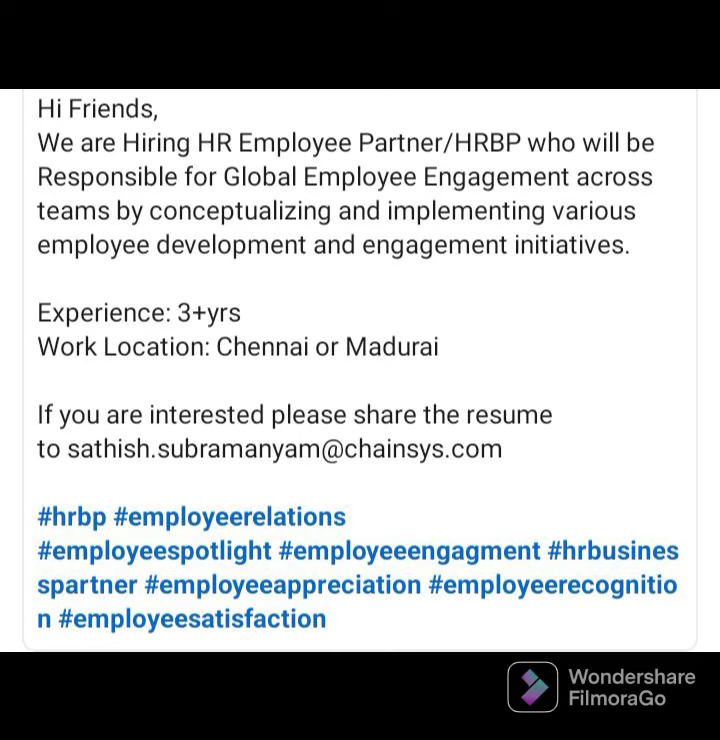 Hi Friends,
We are Hiring HR Employee Partner/HRBP who will be
Responsible for Global Employee Engagement across
teams by conceptualizing and implementing various
employee development and engagement initiatives.
Experience: 3+yrs
Work Location: Chennai or Madurai
If you are interested please share the resume
to sathish.subramanyam@chainsys.com
#hrbp #employeerelations
#employeespotlight #employeeengagment #hrbusines
spartner #employeeappreciation #employeerecognitio
n #employeesatisfaction
Wondershare
FilmoraGo